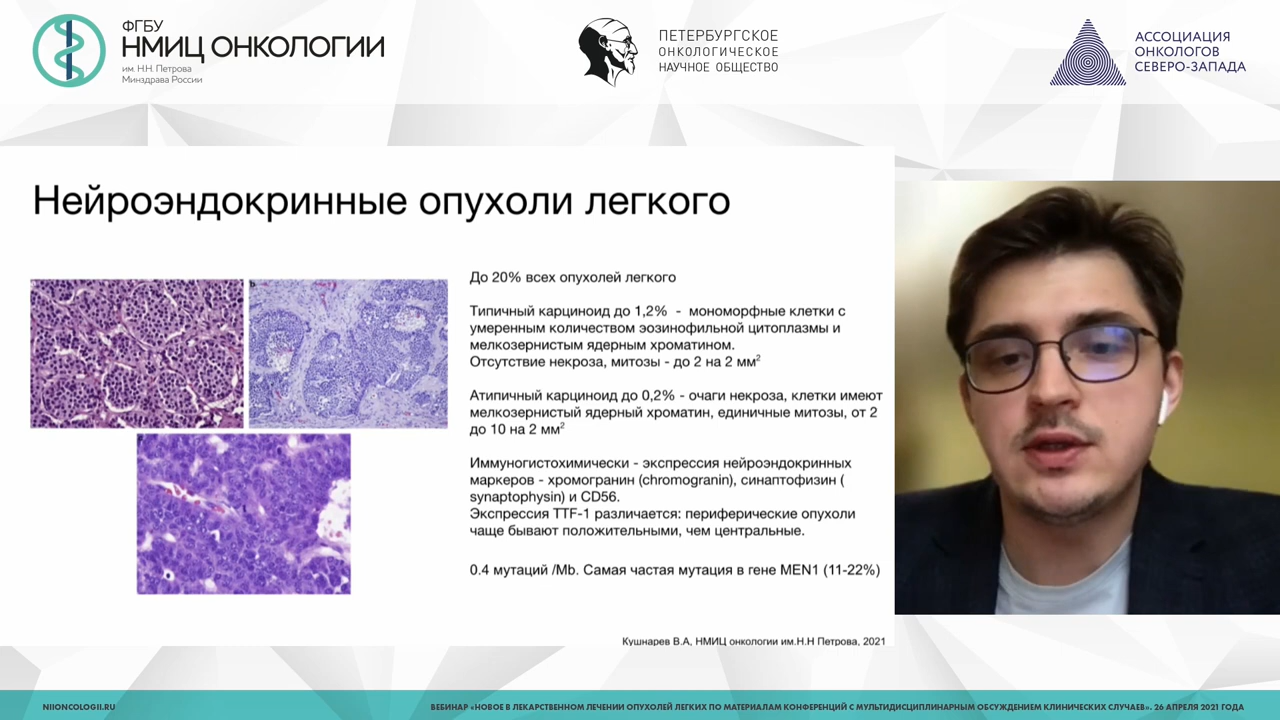 ФГБУ
НМИЦ ОНКОЛОГИИ
им. Н.Н. Петрова
Минздрава России
ПЕТЕРБУРГСКОЕ
ОНКОЛОГИЧЕСКОЕ
НАУЧНОЕ ОБЩЕСТВО
АССОЦИАЦИЯ
ОНКОЛОГОВ
СЕВЕРО-ЗАПАДА
Нейроэндокринные опухоли легкого
До 20% всех опухолей легкого
Типичный карциноид до 1,2% - мономорфные клетки с
умеренным количеством эозинофильной цитоплазмы и
мелкозернистым ядерным хроматином.
Отсутствие некроза, митозы - до 2 на 2 мм²
Атипичный карциноид до 0,2% - очаги некроза, клетки имеют
мелкозернистый ядерный хроматин, единичные митозы, от 2
до 10 на 2 мм²
Иммуногистохимически - экспрессия нейроэндокринных
маркеров - хромогранин (chromogranin), синаптофизин (
synaptophysin) и CD56.
Экспрессия TTF-1 различается: периферические опухоли
чаще бывают положительными, чем центральные.
0.4 мутаций /Mb. Самая частая мутация в гене MEN1 (11-22%)
Кушнарев В.А, НМИЦ онкологии им.Н.Н Петрова, 2021
NIIONCOLOGII.RU
ВЕБИНАР «НОВОЕ В ЛЕКАРСТВЕННОМ ЛЕЧЕНИИ ОПУХОЛЕЙ ЛЕГКИХ ПО МАТЕРИАЛАМ КОНФЕРЕНЦИЙ С МУЛЬТИДИСЦИПЛИНАРНЫМ ОБСУЖДЕНИЕМ КЛИНИЧЕСКИХ СЛУЧАЕВ». 26 АПРЕЛЯ 2021 ГОДА